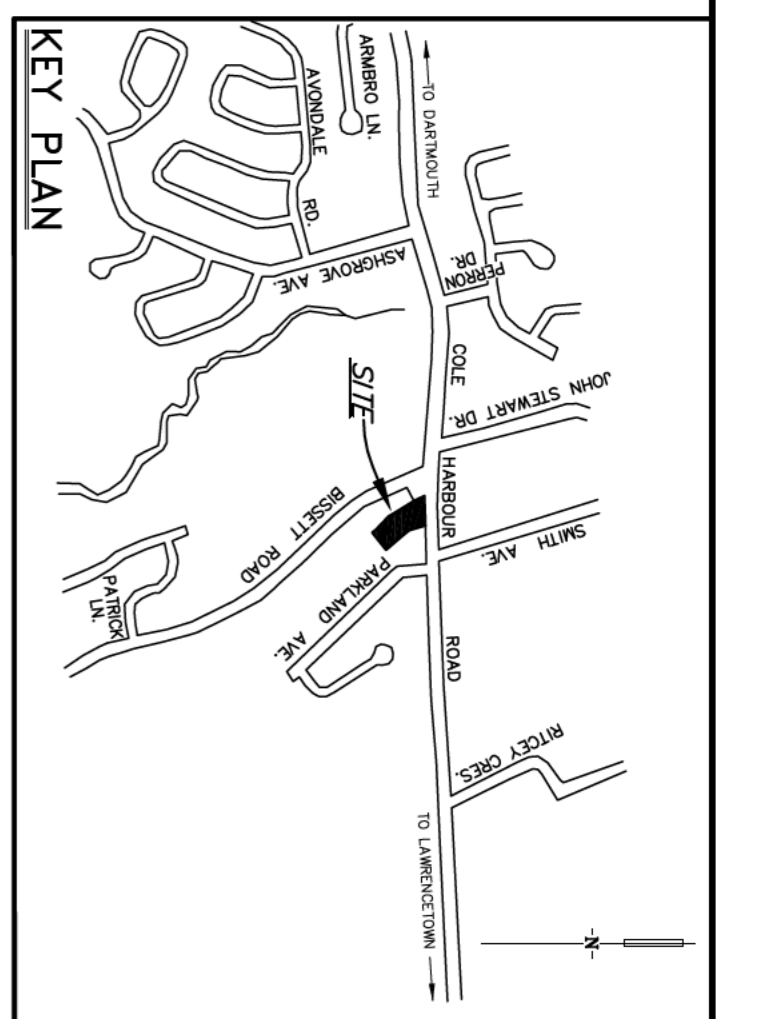 KEY PLAN
ARMBRO LN.
AVONDALE
RD.
←TO DARTMOUTH
ASHGROVE AVE.
PERRON
DR.
COLE
HARBOUR
ROAD
JOHN STEWART DR.
SITE
BISSETT ROAD
SMITH AVE.
PARKLAND AVE.
PATRICK
LN.
RITCEY CRES.
TO LAWRENCETOWN →
N